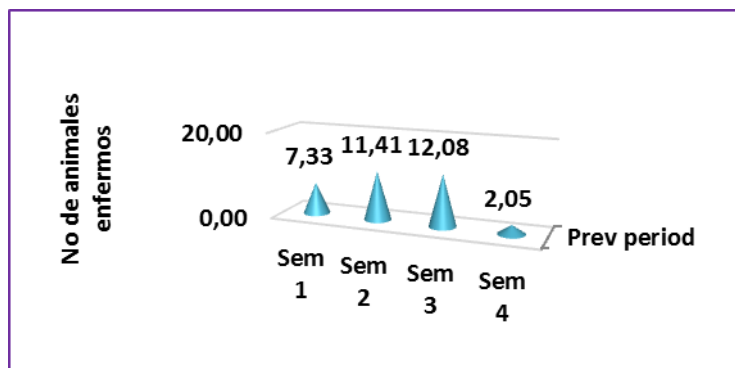 No de animales
enfermos
20,00
0,00
7,33
11,41
12,08
2,05
Sem
1
Sem
2
Sem
3
Sem
4
Prev period